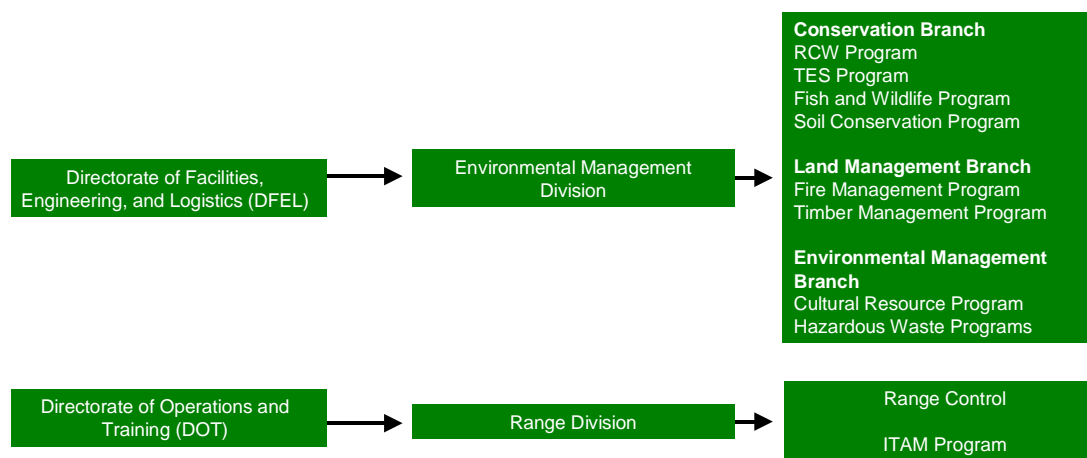 Conservation Branch
RCW Program
TES Program
Fish and Wildlife Program
Soil Conservation Program
Directorate of Facilities,
Engineering, and Logistics (DFEL)
Environmental Management
Division
Land Management Branch
Fire Management Program
Timber Management Program
Environmental Management
Branch
Cultural Resource Program
Hazardous Waste Programs
Directorate of Operations and
Training (DOT)
Range Division
Range Control
ITAM Program